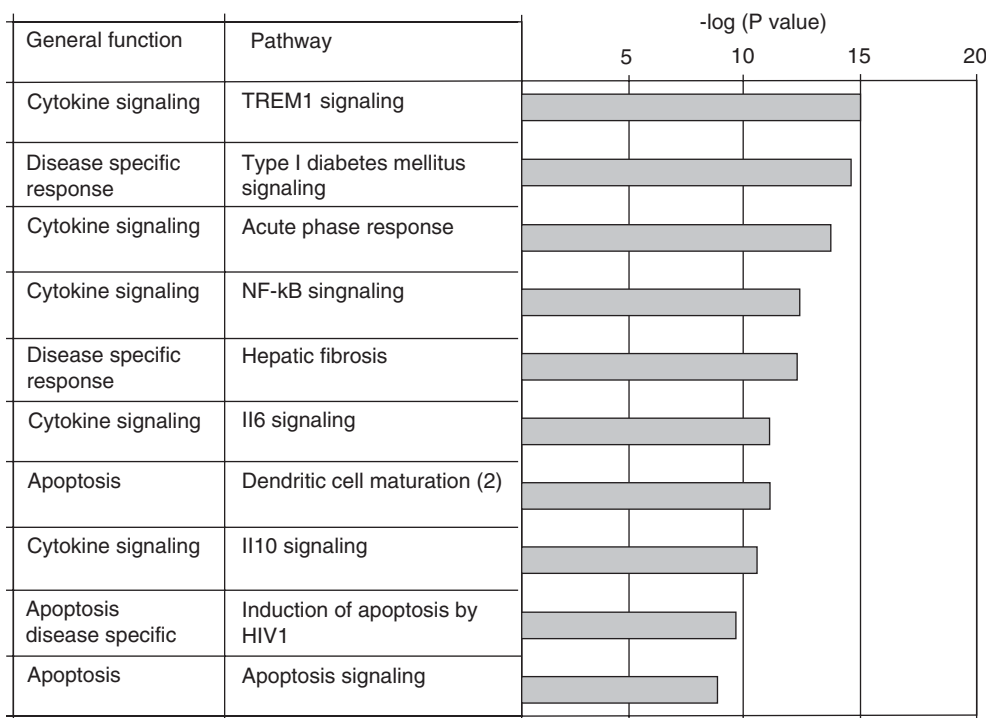 -log (P value)
General function Pathway
5 10 15 20
Cytokine signaling TREM1 signaling
Disease specific Type I diabetes mellitus
response signaling
Cytokine signaling Acute phase response
Cytokine signaling NF-kB singnaling
Disease specific Hepatic fibrosis
response
Cytokine signaling II6 signaling
Apoptosis Dendritic cell maturation (2)
Cytokine signaling II10 signaling
Apoptosis Induction of apoptosis by
disease specific HIV1
Apoptosis Apoptosis signaling